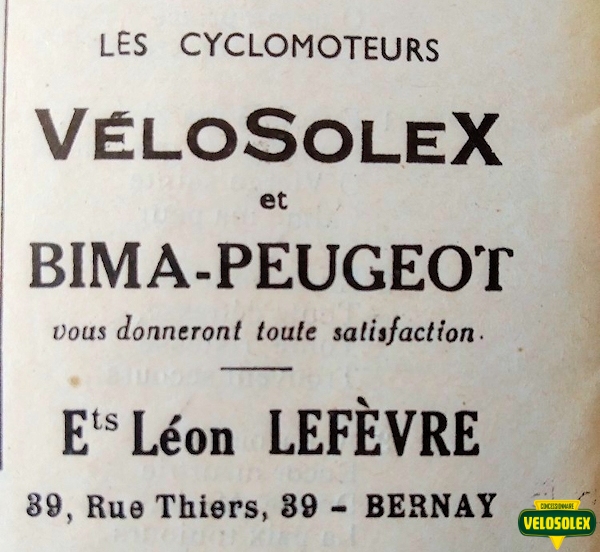 LES CYCLOMOTEURS
VÉLOSOLEX
et
BIMA-PEUGEOT
vous donneront toute satisfaction.
Ets Léon LEFÈVRE
39, Rue Thiers, 39 - BERNAY
CONCESSIONNAIRE
VELOSOLEX